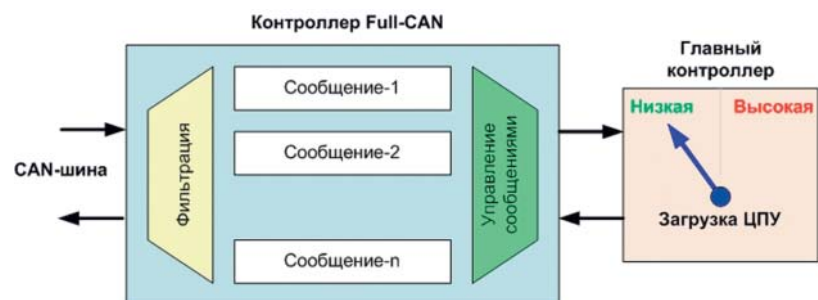 Контроллер Full-CAN
Главный
контроллер
CAN-шина
Фильтрация
Сообщение-1
Сообщение-2
Сообщение-n
Управление
сообщениями
Низкая
Высокая
Загрузка ЦПУ